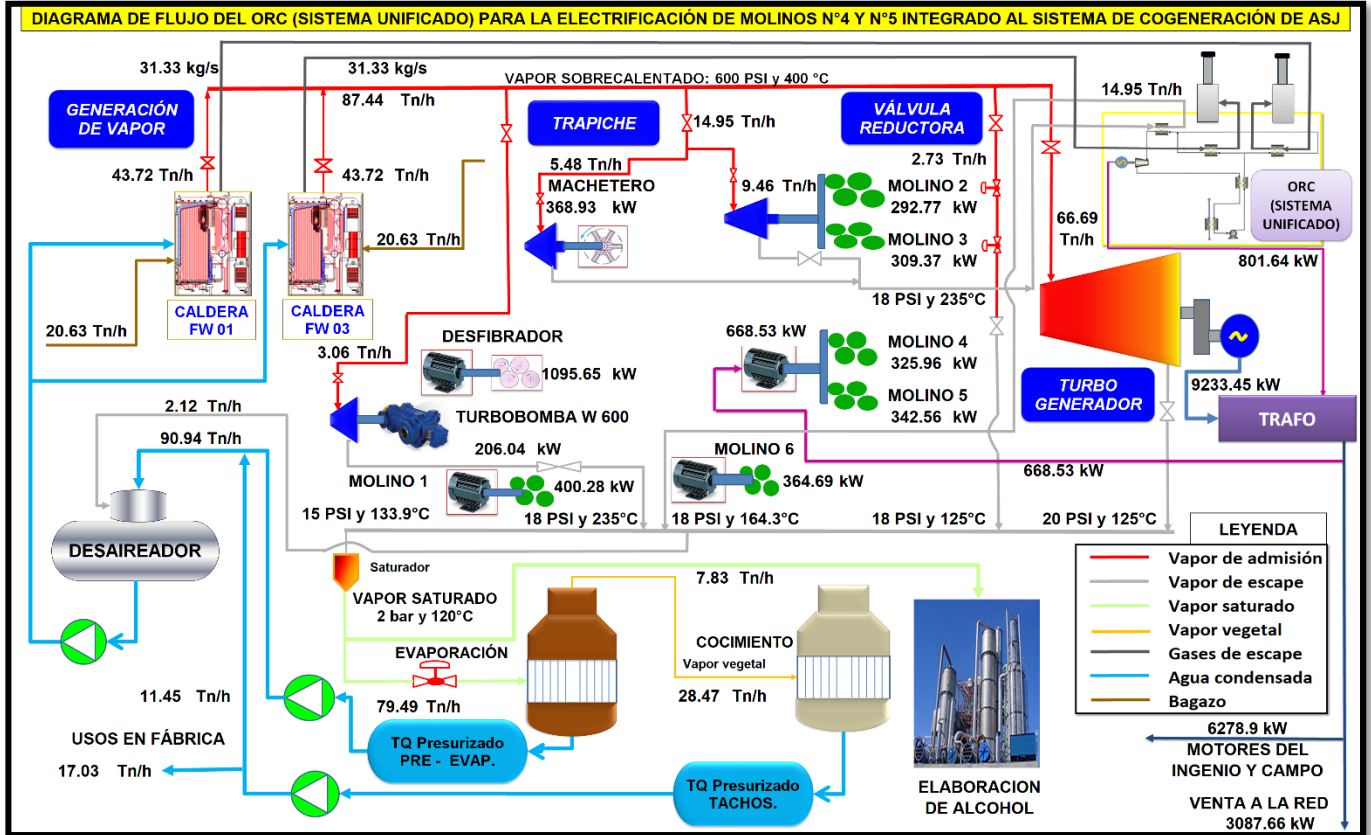 DIAGRAMA DE FLUJO DEL ORC (SISTEMA UNIFICADO) PARA LA ELECTRIFICACIÓN DE MOLINOS N°4 Y N°5 INTEGRADO AL SISTEMA DE COGENERACIÓN DE ASJ
31.33 kg/s
31.33 kg/s
VAPOR SOBRECALENTADO: 600 PSI y 400 °C
87.44 Tn/h
14.95 Tn/h
GENERACIÓN
DE VAPOR
TRAPICHE
14.95 Tn/h
VÁLVULA
REDUCTORA
43.72 Tn/h
43.72 Tn/h
5.48 Tn/h
MACHETERO
368.93 kW
9.46 Tn/h
2.73 Tn/h
MOLINO 2
292.77 kW
MOLINO 3
309.37 kW
66.69
Tn/h
ORC
(SISTEMA
UNIFICADO)
801.64 kW
20.63 Tn/h
20.63 Tn/h
CALDERA
FW 01
CALDERA
FW 03
18 PSI y 235°C
3.06 Tn/h
DESFIBRADOR
1095.65 kW
668.53 kW
MOLINO 4
325.96 kW
MOLINO 5
342.56 kW
TURBO
GENERADOR
9233.45 kW
TRAFO
2.12 Tn/h
90.94 Tn/h
TURBOBOMBA W 600
206.04 kW
MOLINO 1
400.28 kW
MOLINO 6
364.69 kW
668.53 kW
15 PSI y 133.9°C
18 PSI y 235°C
18 PSI y 164.3°C
18 PSI y 125°C
20 PSI y 125°C
DESAIREADOR
Saturador
VAPOR SATURADO
2 bar y 120°C
7.83 Tn/h
EVAPORACIÓN
COCIMIENTO
Vapor vegetal
28.47 Tn/h
79.49 Tn/h
11.45 Tn/h
USOS EN FÁBRICA
17.03 Tn/h
TQ Presurizado
PRE - EVAP.
TQ Presurizado
TACHOS.
ELABORACION
DE ALCOHOL
LEYENDA
Vapor de admisión
Vapor de escape
Vapor saturado
Vapor vegetal
Gases de escape
Agua condensada
Bagazo
6278.9 kW
MOTORES DEL
INGENIO Y CAMPO
VENTA A LA RED
3087.66 kW